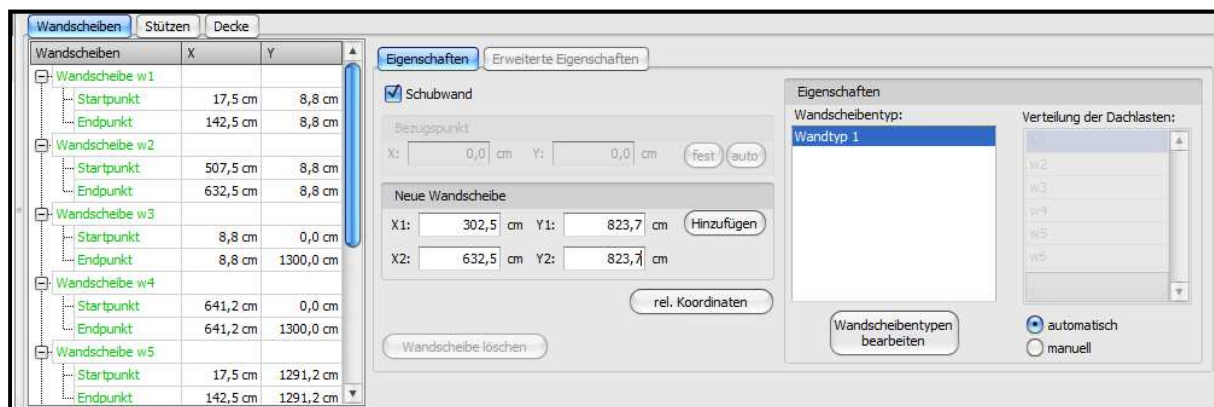 Wandscheiben Stützen Decke
Wandscheiben X Y
Wandscheibe w1
Startpunkt 17,5 cm 8,8 cm
Endpunkt 142,5 cm 8,8 cm
Wandscheibe w2
Startpunkt 507,5 cm 8,8 cm
Endpunkt 632,5 cm 8,8 cm
Wandscheibe w3
Startpunkt 8,8 cm 0,0 cm
Endpunkt 8,8 cm 1300,0 cm
Wandscheibe w4
Startpunkt 641,2 cm 0,0 cm
Endpunkt 641,2 cm 1300,0 cm
Wandscheibe w5
Startpunkt 17,5 cm 1291,2 cm
Endpunkt 142,5 cm 1291,2 cm
Eigenschaften Erweiterte Eigenschaften
Schubwand
Bezugspunkt
X: 0,0 cm Y: 0,0 cm fest auto
Neue Wandscheibe
X1: 302,5 cm Y1: 823,7 cm Hinzufügen
X2: 632,5 cm Y2: 823,7 cm
rel. Koordinaten
Wandscheibe löschen
Eigenschaften
Wandscheibentyp:
Wandtyp 1
Wandscheibentypen
bearbeiten
Verteilung der Dachlasten:
w2
w3
w4
w5
w6
automatisch
manuell